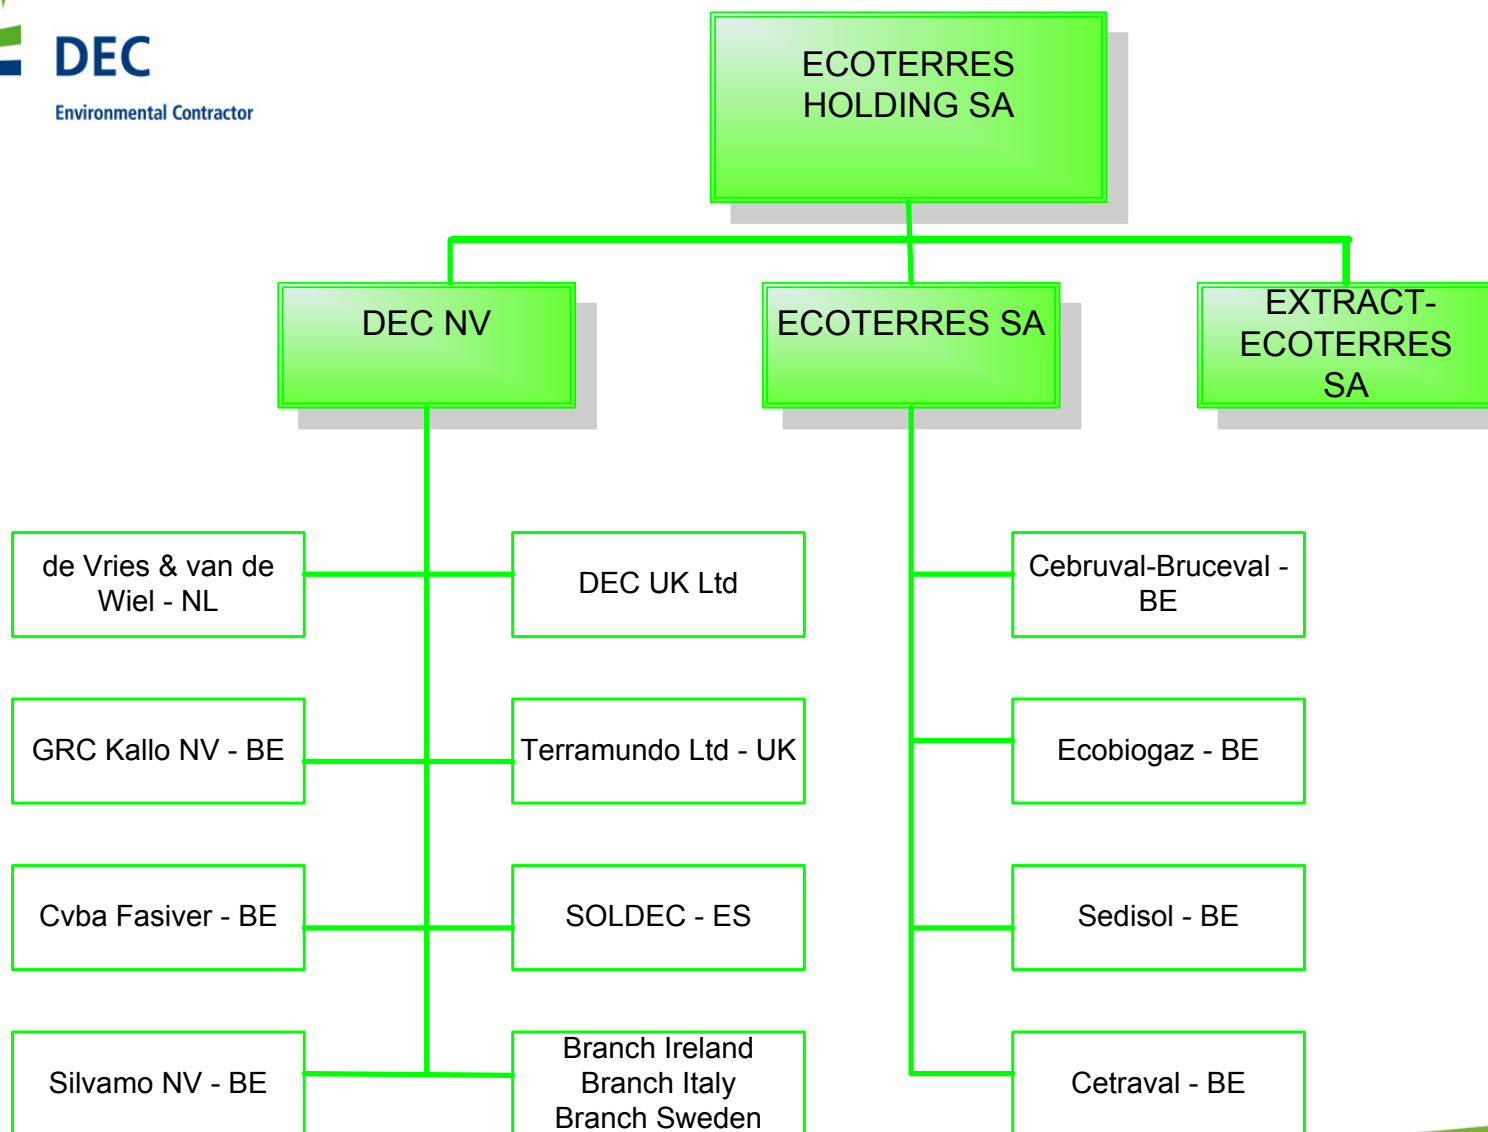 DEC
Environmental Contractor
ECOTERRES
HOLDING SA
DEC NV
ECOTERRES SA
EXTRACT-
ECOTERRES
SA
de Vries & van de
Wiel - NL
DEC UK Ltd
Cebruval-Bruceval -
BE
GRC Kallo NV - BE
Terramundo Ltd - UK
Ecobiogaz - BE
Cvba Fasiver - BE
SOLDEC - ES
Sedisol - BE
Silvamo NV - BE
Branch Ireland
Branch Italy
Branch Sweden
Cetraval - BE